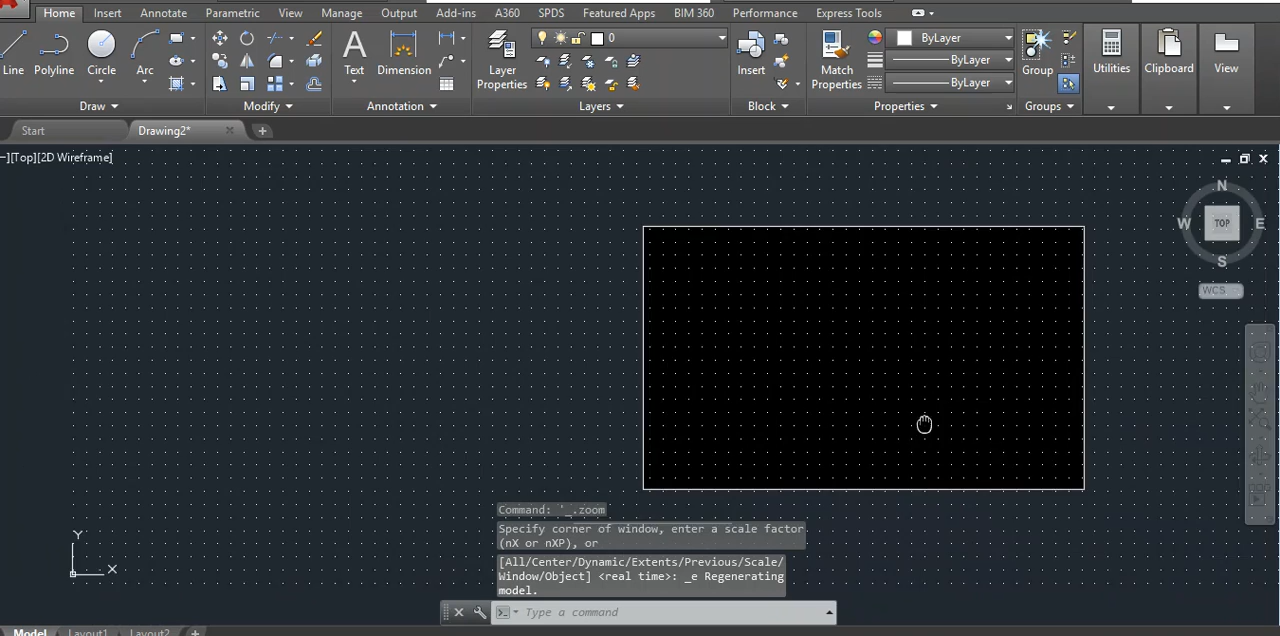 Home Insert Annotate Parametric View Manage Output Add-ins A360 SPDS Featured Apps BIM 360 Performance Express Tools
0
ByLayer
ByLayer
ByLayer
Line Polyline Circle Arc
Text Dimension
Layer
Properties
Insert
Match
Properties
Group
Utilities
Clipboard
View
Draw Modify Annotation Layers Block Properties Groups
Start Drawing2*
][Top][2D Wireframe]
N
W TOP E
S
WCS
Command: '_.zoom
Specify corner of window, enter a scale factor
(nX or nXP), or
[All/Center/Dynamic/Extents/Previous/Scale/
Window/Object] <real time>: _e Regenerating
model.
Y
X
Type a command
Model Layout1 Layout2